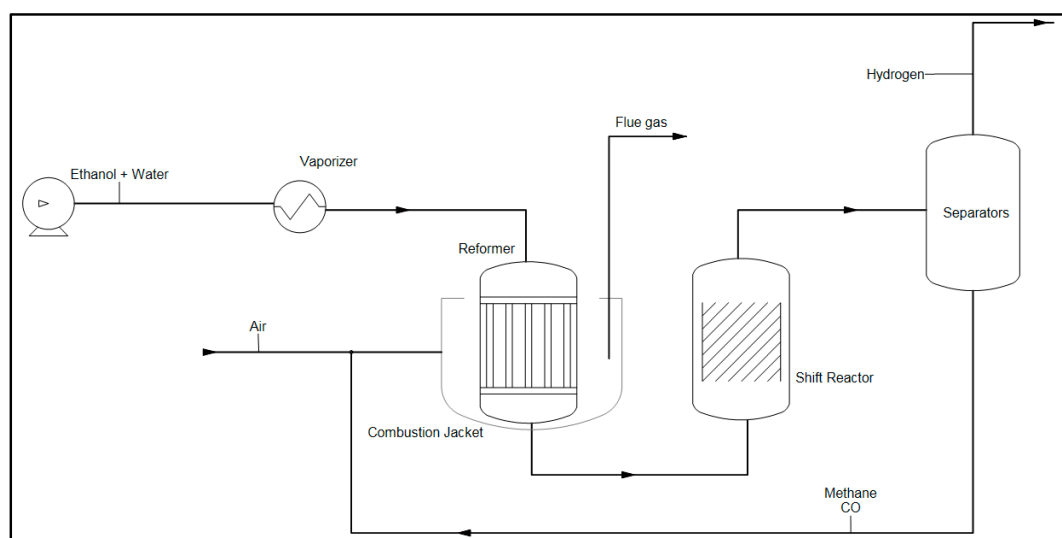 Hydrogen
Flue gas
Ethanol + Water
Vaporizer
Separators
Reformer
Air
Shift Reactor
Combustion Jacket
Methane
CO